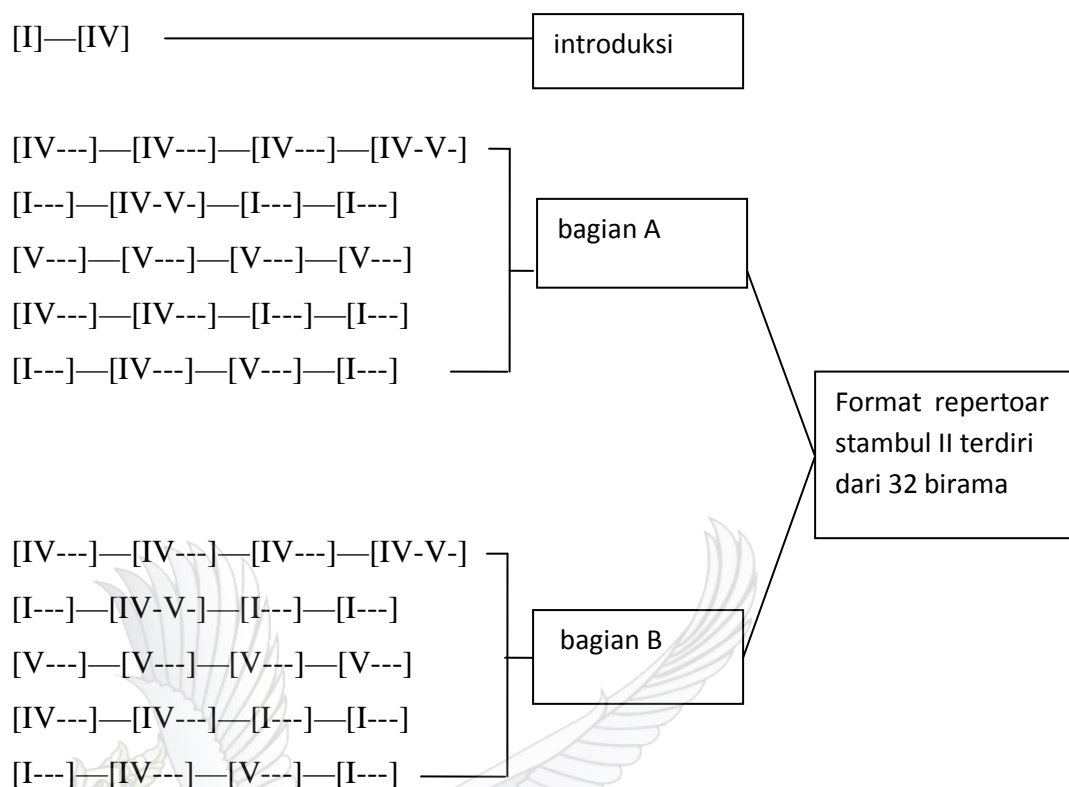 [I]—[IV]
introduksi
[IV---]—[IV---]—[IV---]—[IV-V-]
[I---]—[IV-V-]—[I---]—[I---]
[V---]—[V---]—[V---]—[V---]
[IV---]—[IV---]—[I---]—[I---]
[I---]—[IV---]—[V---]—[I---]
bagian A
Format repertoar
stambul II terdiri
dari 32 birama
[IV---]—[IV---]—[IV---]—[IV-V-]
[I---]—[IV-V-]—[I---]—[I---]
[V---]—[V---]—[V---]—[V---]
[IV---]—[IV---]—[I---]—[I---]
[I---]—[IV---]—[V---]—[I---]
bagian B